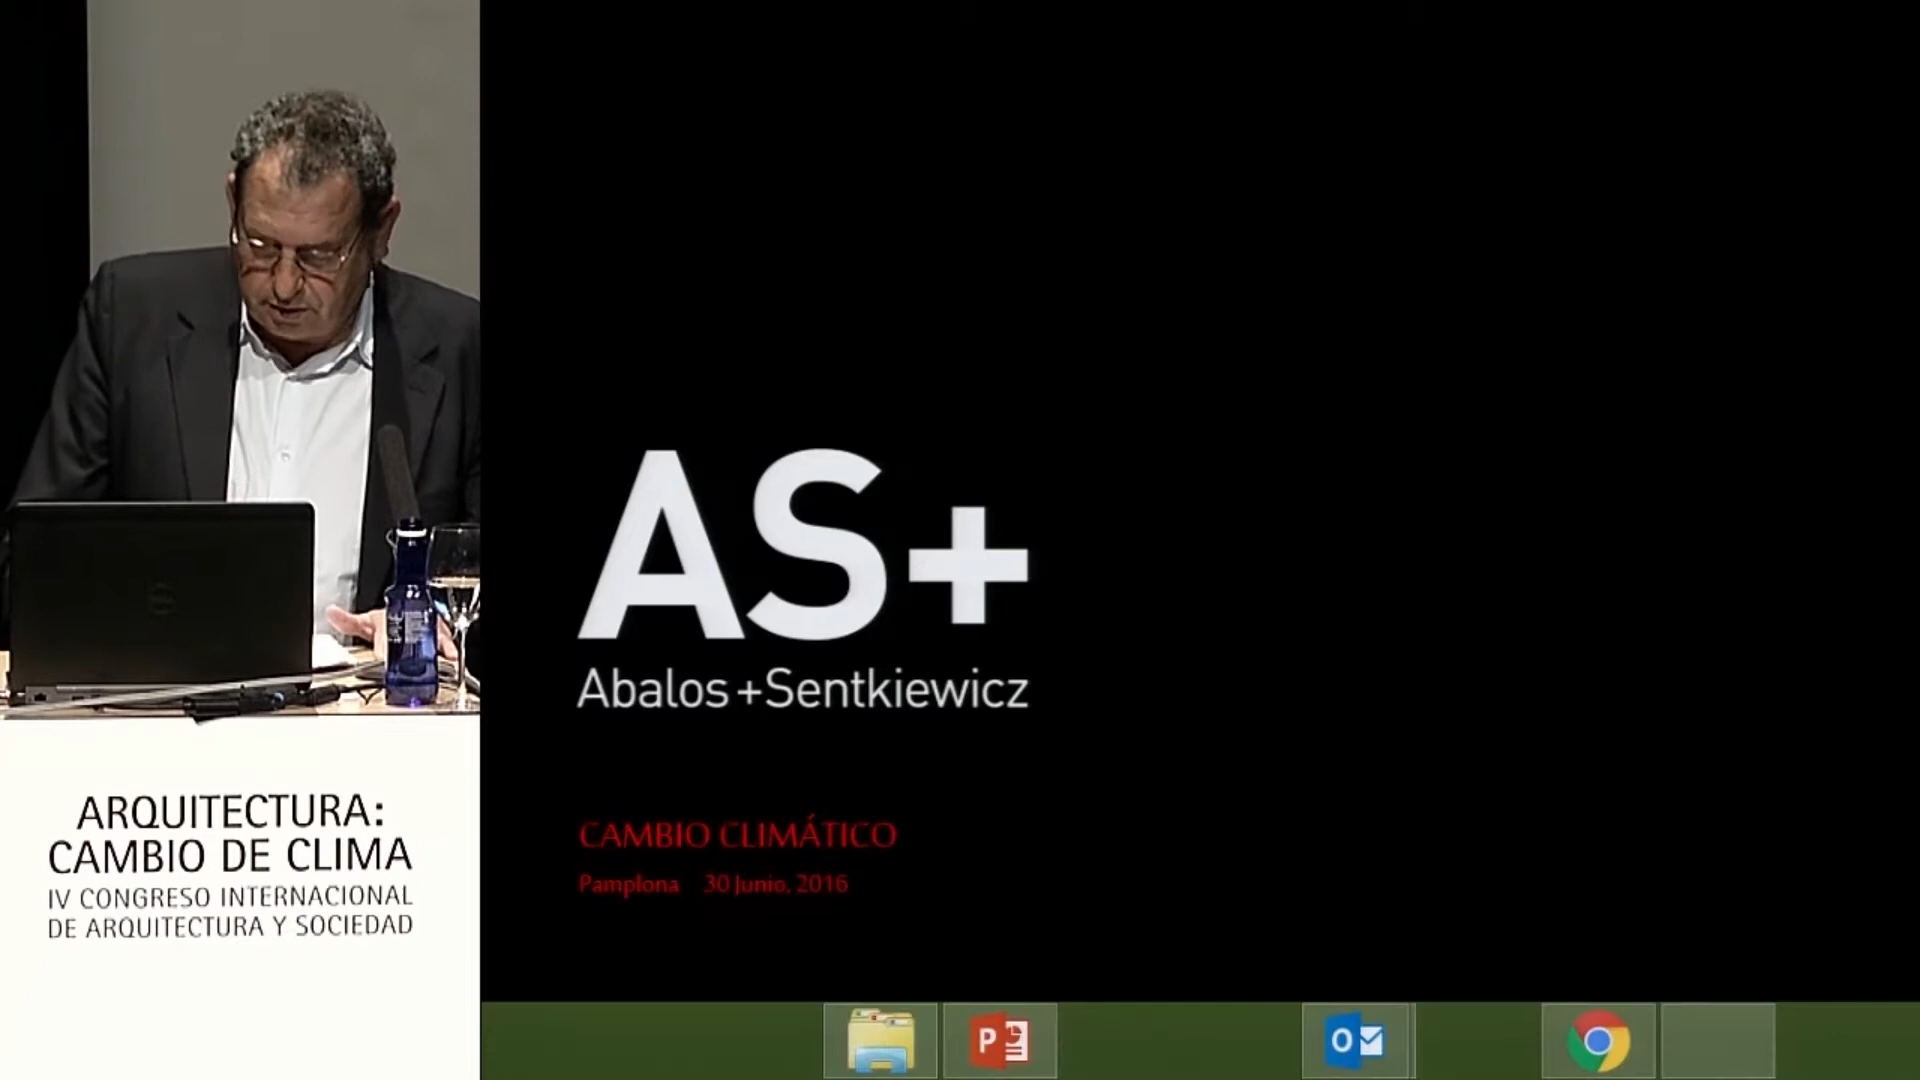 AS+
Abalos+Sentkiewicz
CAMBIO CLIMÁTICO
Pamplona 30 Junio, 2016
ARQUITECTURA:
CAMBIO DE CLIMA
IV CONGRESO INTERNACIONAL
DE ARQUITECTURA Y SOCIEDAD